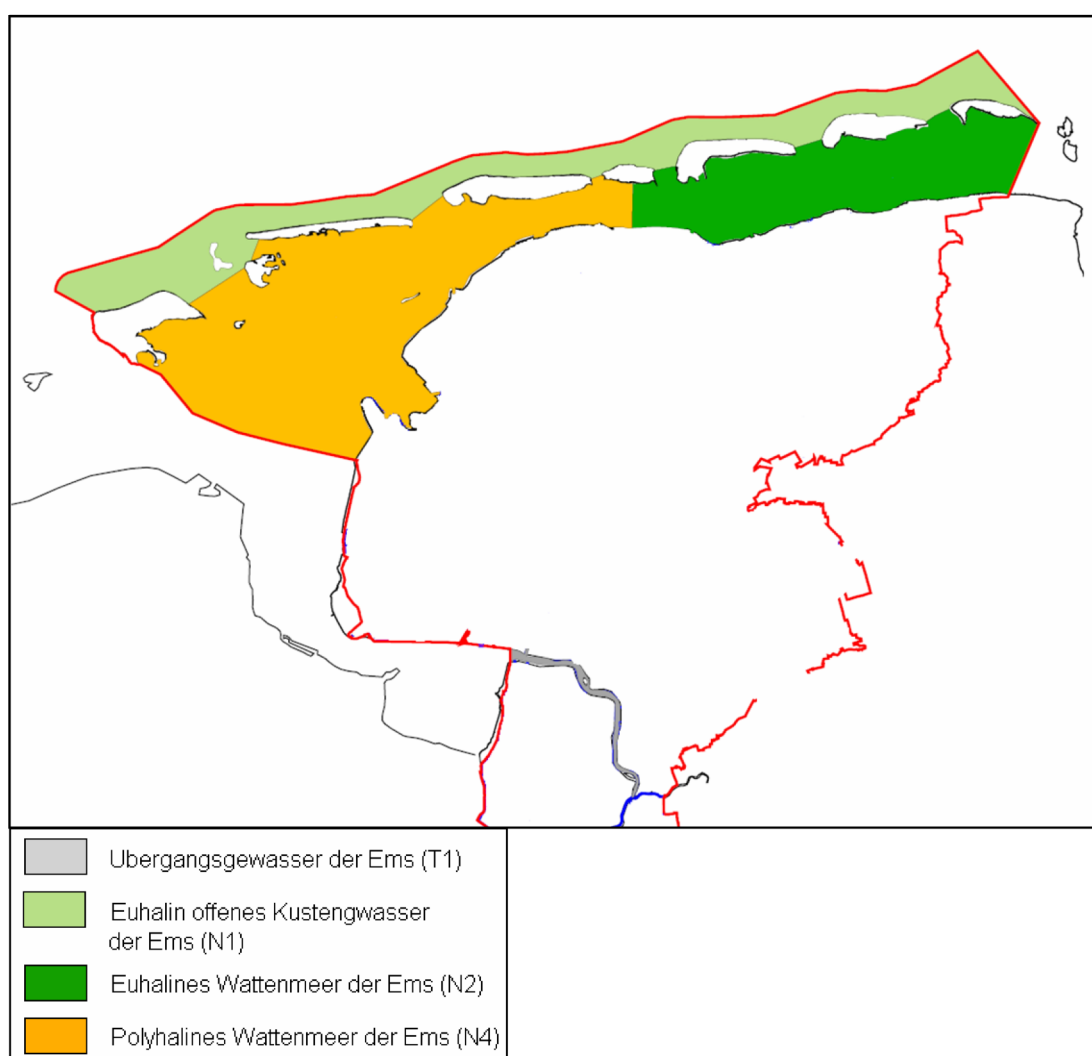 Ubergangsgewasser der Ems (T1)
Euhalin offenes Kustengwasser
der Ems (N1)
Euhalines Wattenmeer der Ems (N2)
Polyhalines Wattenmeer der Ems (N4)